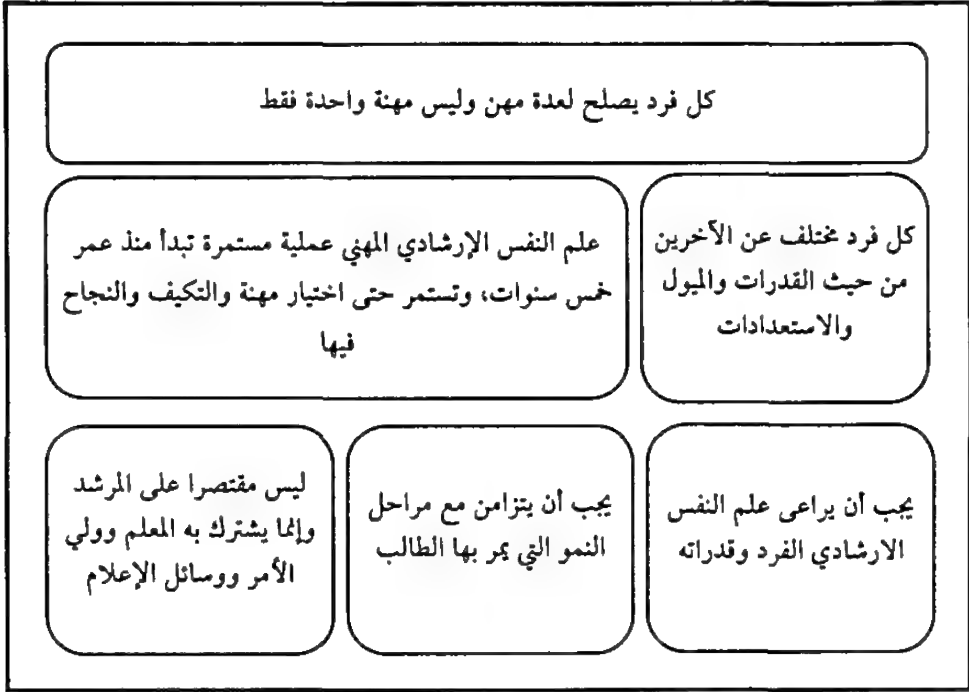 كل فرد يصلح لعدة مهن وليس مهنة واحدة فقط
كل فرد مختلف عن الآخرين
من حيث القدرات والميول
والاستعدادات
علم النفس الإرشادي المهني عملية مستمرة تبدأ منذ عمر
خمس سنوات، وتستمر حتى اختيار مهنة والتكيف والنجاح
فيها
يجب أن يراعى علم النفس
الارشادي الفرد وقدراته
يجب أن يتزامن مع مراحل
النمو التي يمر بها الطالب
ليس مقتصرا على المرشد
وإنما يشترك به المعلم وولي
الأمر ووسائل الإعلام